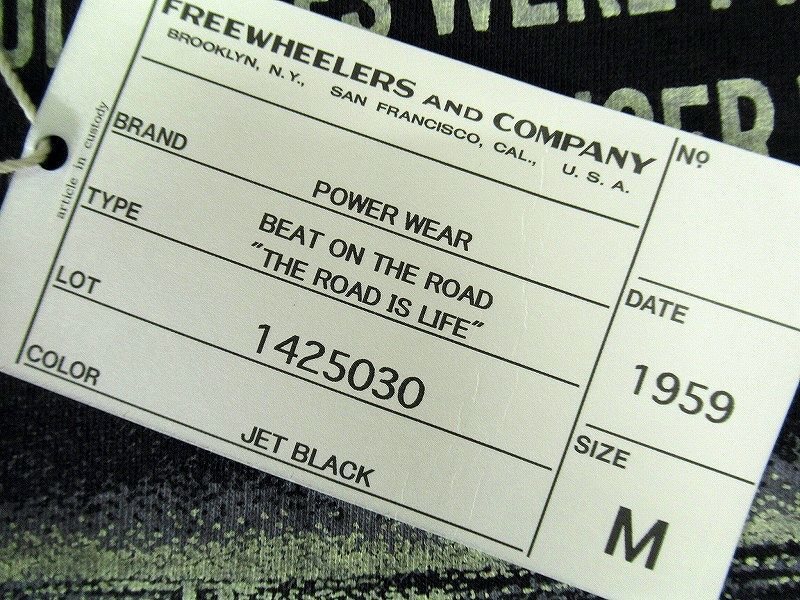 WERE
FREEWHEELERS AND COMPANY
BROOKLYN, N.Y., SAN FRANCISCO, CAL., U.S.A.
article in custody
BRAND
POWER WEAR
TYPE
BEAT ON THE ROAD
"THE ROAD IS LIFE"
LOT
1425030
COLOR
JET BLACK
Nº
DATE
1959
SIZE
M